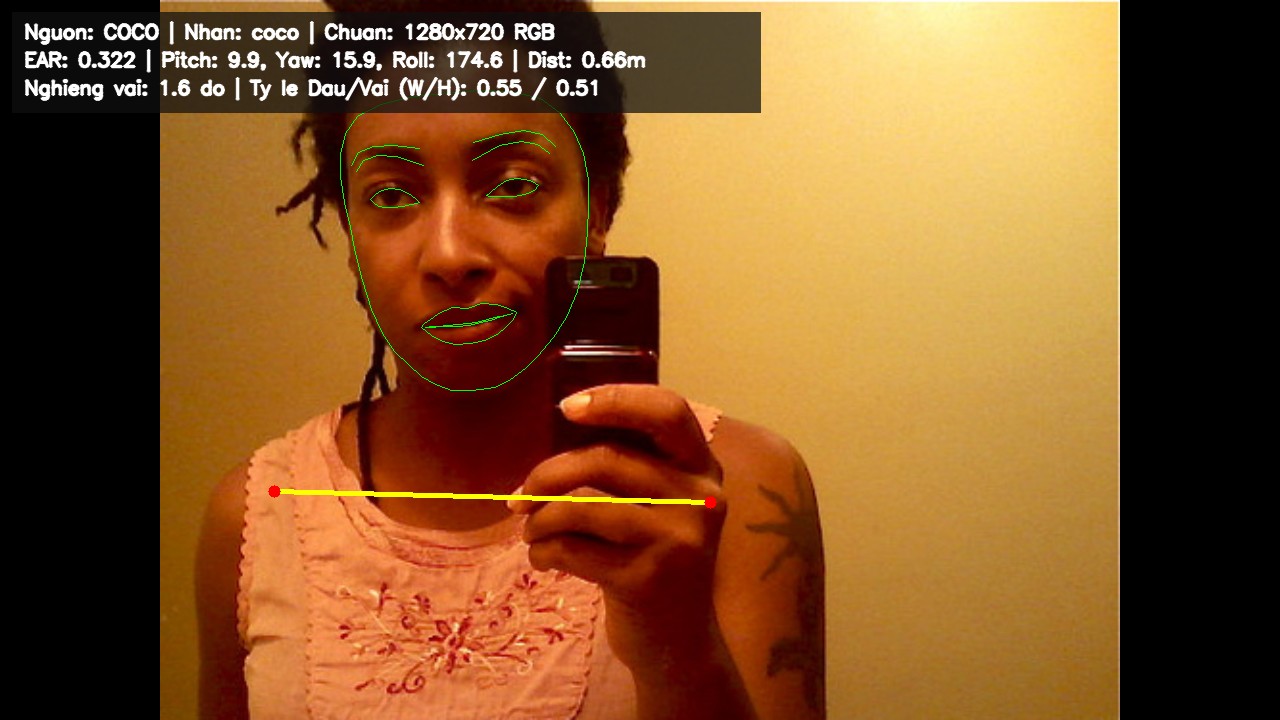 Nguon: COCO | Nhan: coco | Chuan: 1280x720 RGB
EAR: 0.322 | Pitch: 9.9, Yaw: 15.9, Roll: 174.6 | Dist: 0.66m
Nghieng vai: 1.6 do | Ty le Dau/Vai (W/H): 0.55 / 0.51